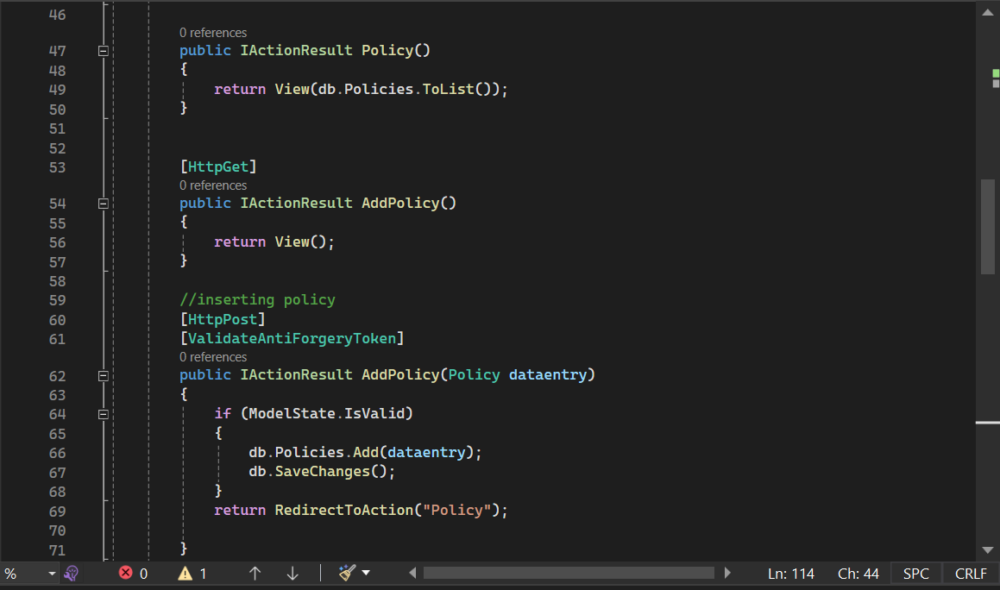 46
0 references
47 public IActionResult Policy()
48 {
49 return View(db.Policies.ToList());
50 }
51
52
53 [HttpGet]
0 references
54 public IActionResult AddPolicy()
55 {
56 return View();
57 }
58
59 //inserting policy
60 [HttpPost]
61 [ValidateAntiForgeryToken]
0 references
62 public IActionResult AddPolicy(Policy dataentry)
63 {
64 if (ModelState.IsValid)
65 {
66 db.Policies.Add(dataentry);
67 db.SaveChanges();
68 }
69 return RedirectToAction("Policy");
70
71 }
% 0 1 Ln: 114 Ch: 44 SPC CRLF